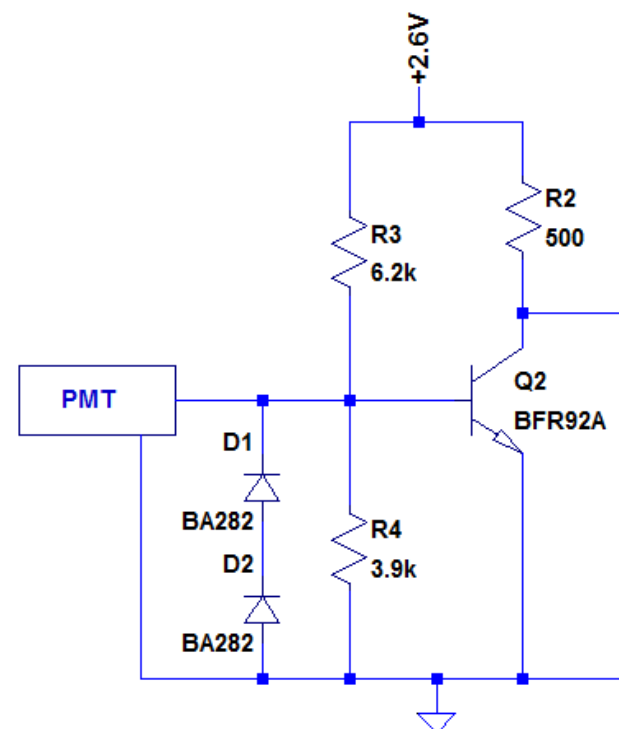 +2.6V
R3
6.2k
R2
500
PMT
D1
BA282
D2
BA282
R4
3.9k
Q2
BFR92A